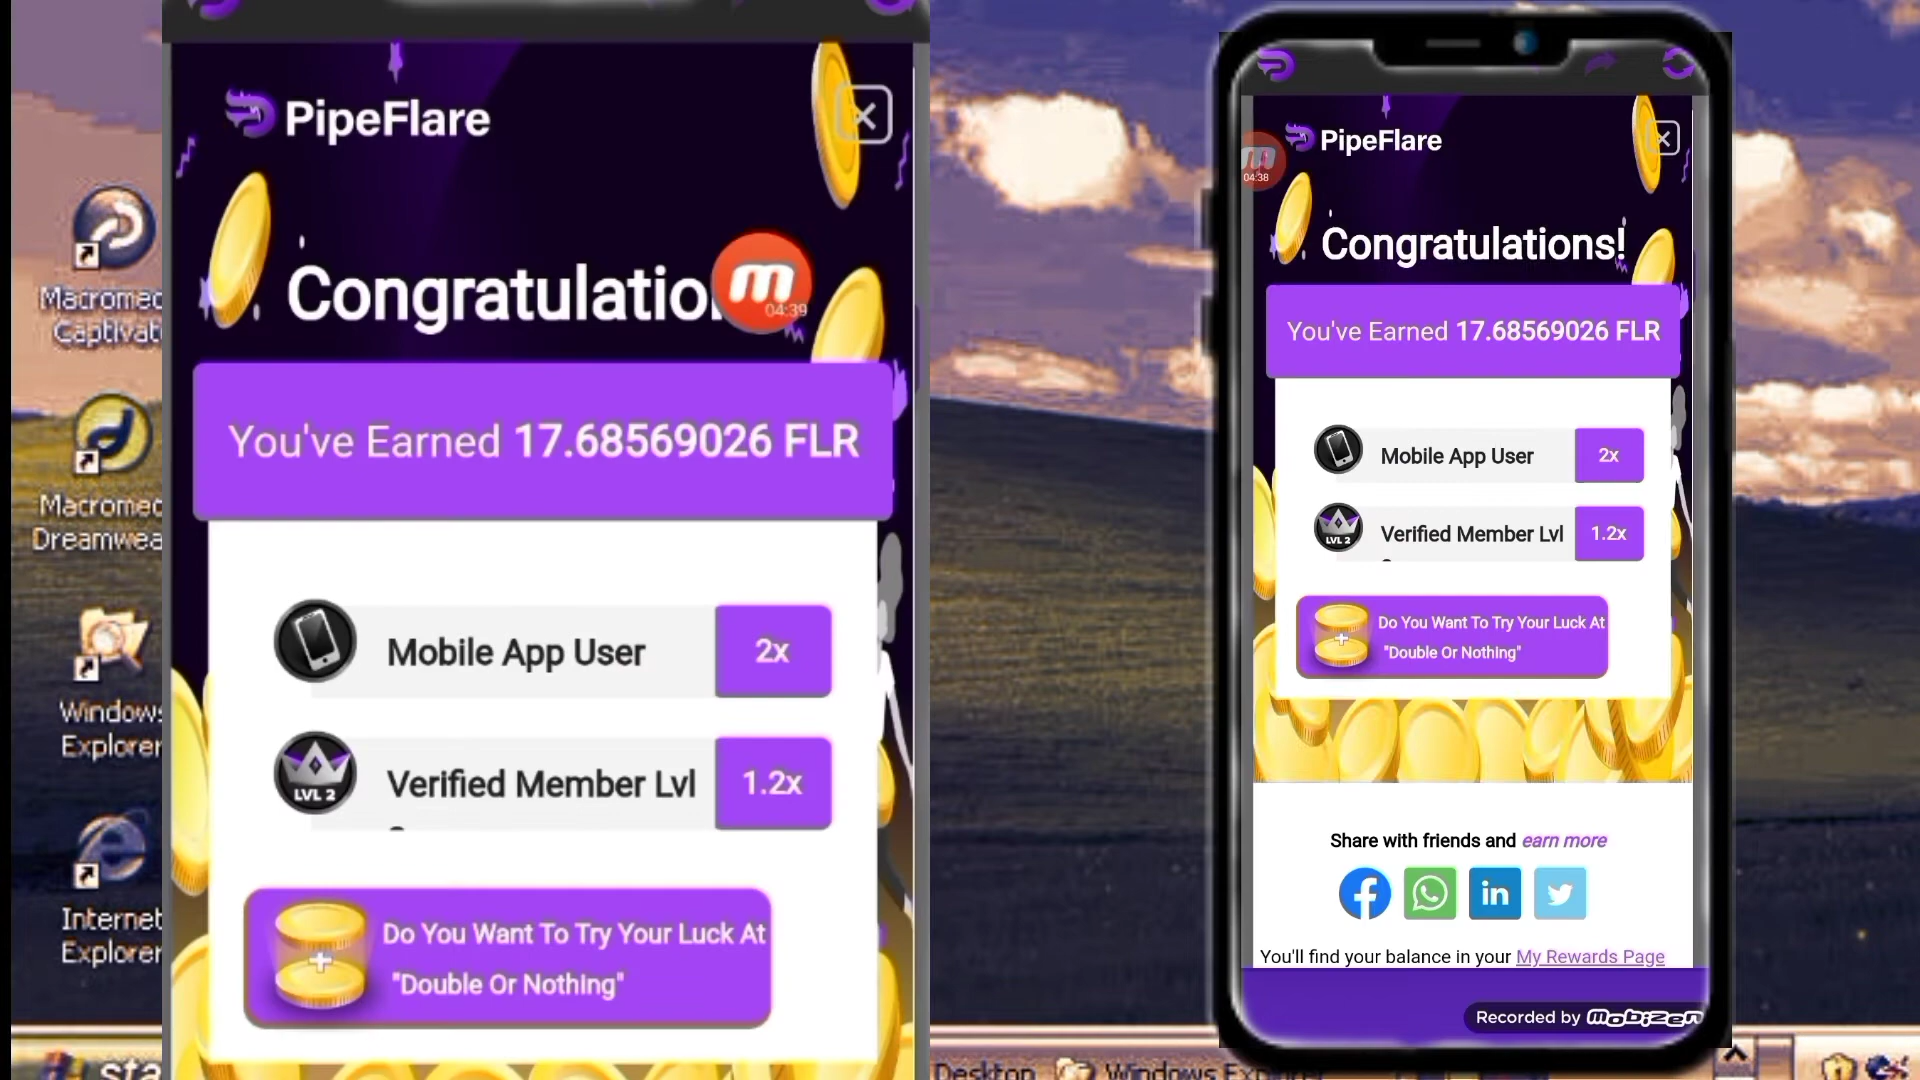 Macromed
Captivat
Macromed
Dreamwea
Windows
Explorer
Internet
Explorer
sta
PipeFlare
Congratulatio
04:39
You've Earned 17.68569026 FLR
Mobile App User
2x
LVL 2
Verified Member Lvl
1.2x
Do You Want To Try Your Luck At
"Double Or Nothing"
PipeFlare
04:38
Congratulations!
You've Earned 17.68569026 FLR
Mobile App User
2x
LVL 2
Verified Member Lvl
1.2x
Do You Want To Try Your Luck At
"Double Or Nothing"
Share with friends and earn more
You'll find your balance in your My Rewards Page
Recorded by mobizen
Desktop
Windows Explorer